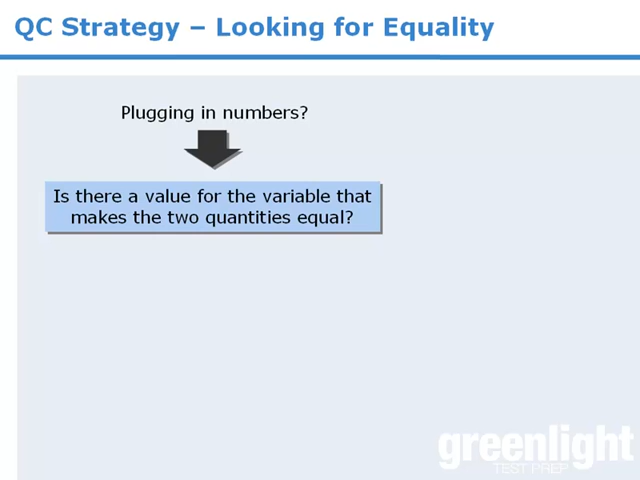 QC Strategy – Looking for Equality
Plugging in numbers?
Is there a value for the variable that
makes the two quantities equal?
greenlight
TEST PREP